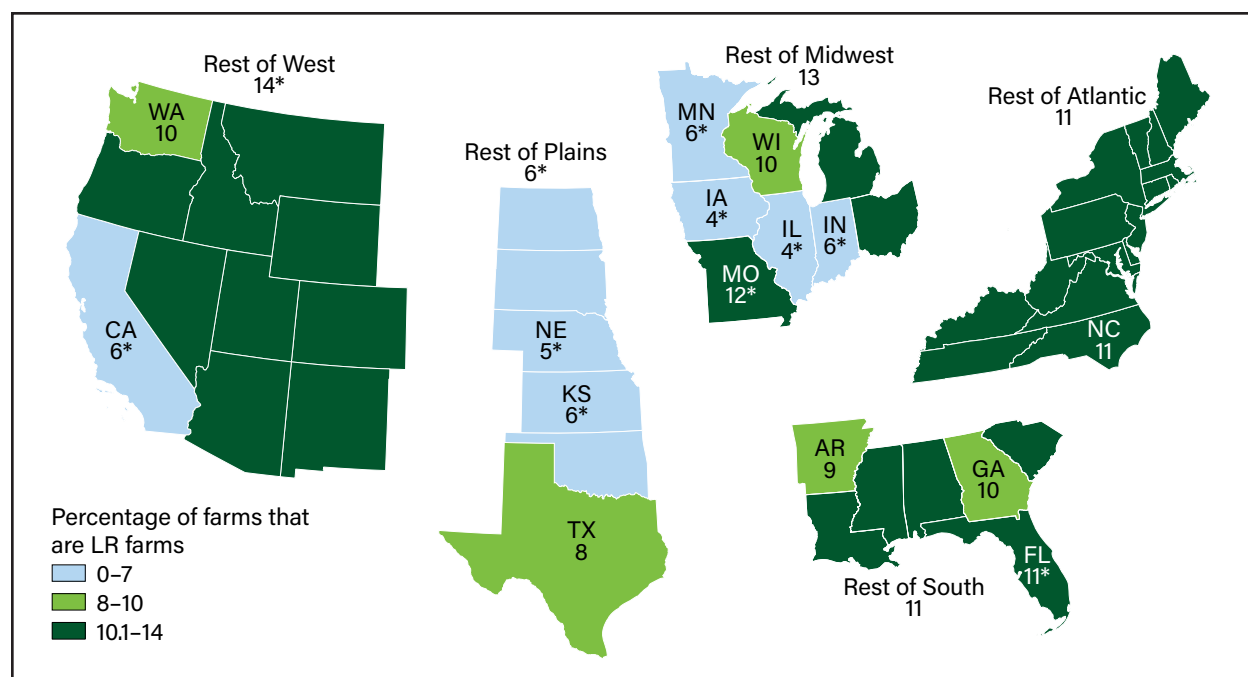 Rest of West
14*
WA
10
CA
6*
Rest of Plains
6*
NE
5*
KS
6*
TX
8
Rest of Midwest
13
MN
6*
WI
10
IA
4*
IL
4*
IN
6*
MO
12*
Rest of Atlantic
11
NC
11
AR
9
GA
10
FL
11*
Rest of South
11
Percentage of farms that
are LR farms
0–7
8–10
10.1–14